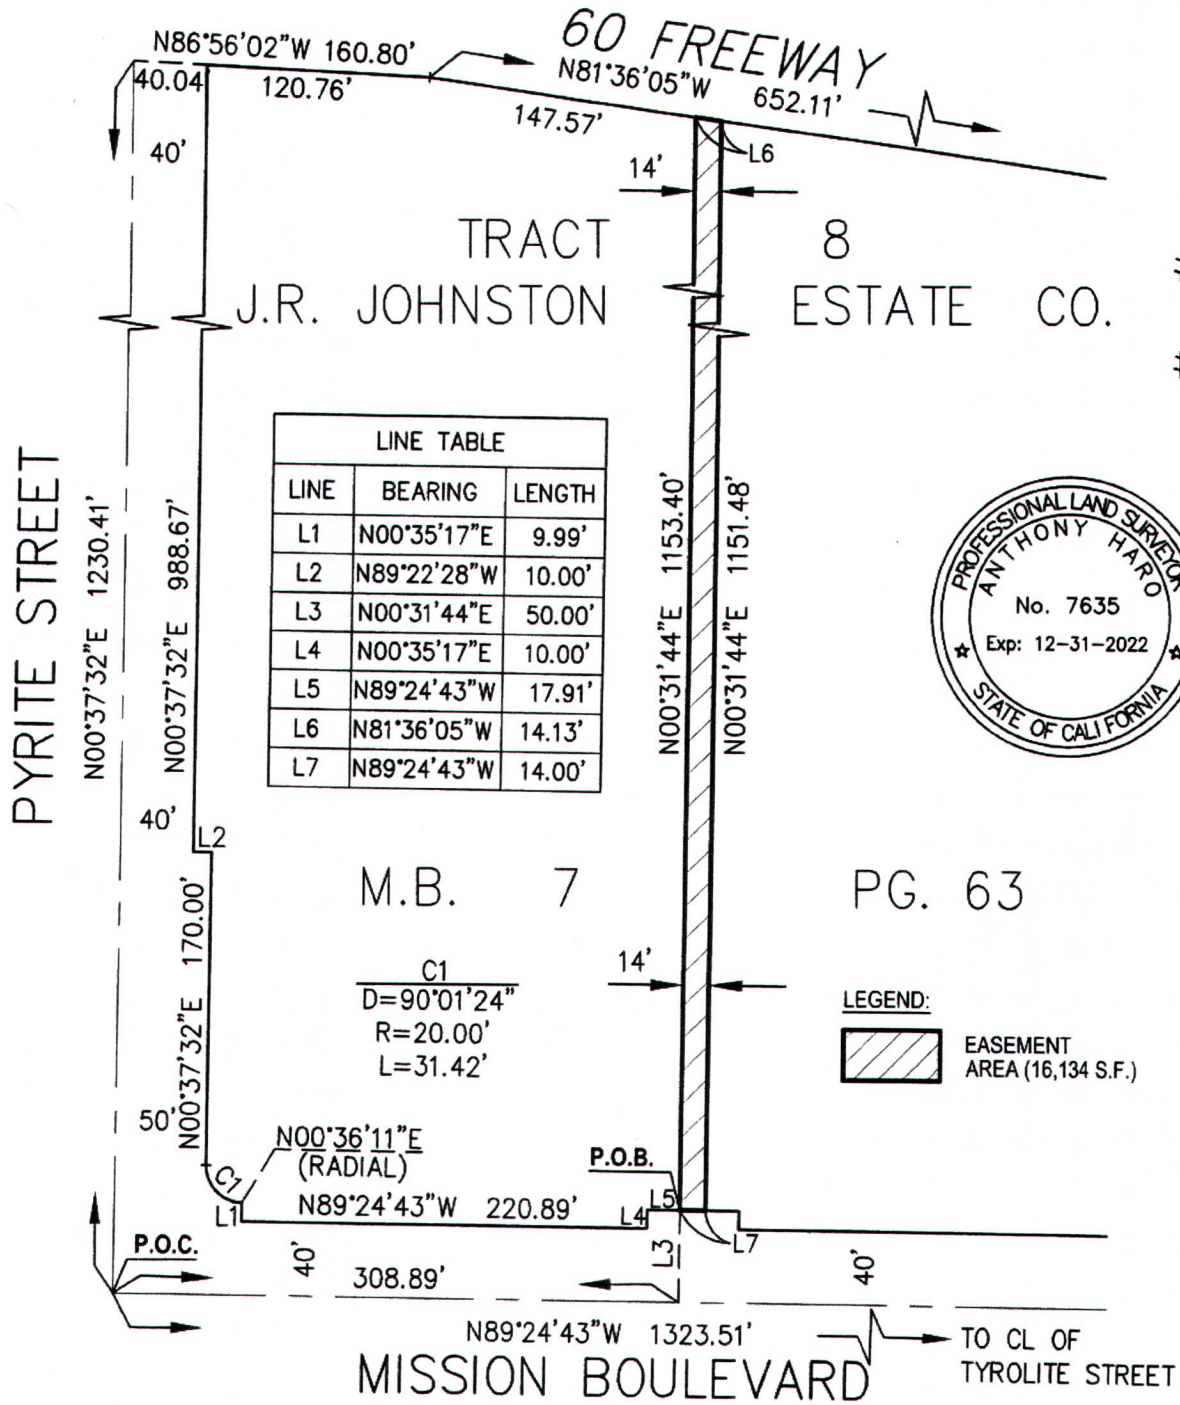 60 FREEWAY
N86°56'02"W 160.80'
40.04
120.76'
N81°36'05"W 652.11'
147.57'
40'
L6
14'
TRACT 8
J.R. JOHNSTON ESTATE CO.
PYRITE STREET
N00°37'32"E 1230.41'
N00°37'32"E 988.67'
LINE TABLE
LINE BEARING LENGTH
L1 N00°35'17"E 9.99'
L2 N89°22'28"W 10.00'
L3 N00°31'44"E 50.00'
L4 N00°35'17"E 10.00'
L5 N89°24'43"W 17.91'
L6 N81°36'05"W 14.13'
L7 N89°24'43"W 14.00'
N00°31'44"E 1153.40'
N00°31'44"E 1151.48'
PROFESSIONAL LAND SURVEYOR
ANTHONY HARO
No. 7635
Exp: 12-31-2022
STATE OF CALIFORNIA
40'
L2
M.B. 7 PG. 63
N00°37'32"E 170.00'
C1
D=90°01'24"
R=20.00'
L=31.42'
14'
LEGEND:
EASEMENT
AREA (16,134 S.F.)
50'
N00°36'11"E
(RADIAL)
C1
P.O.B.
L1
N89°24'43"W 220.89'
L4
L5
L3
L7
P.O.C.
40'
308.89'
40'
N89°24'43"W 1323.51'
TO CL OF
TYROLITE STREET
MISSION BOULEVARD